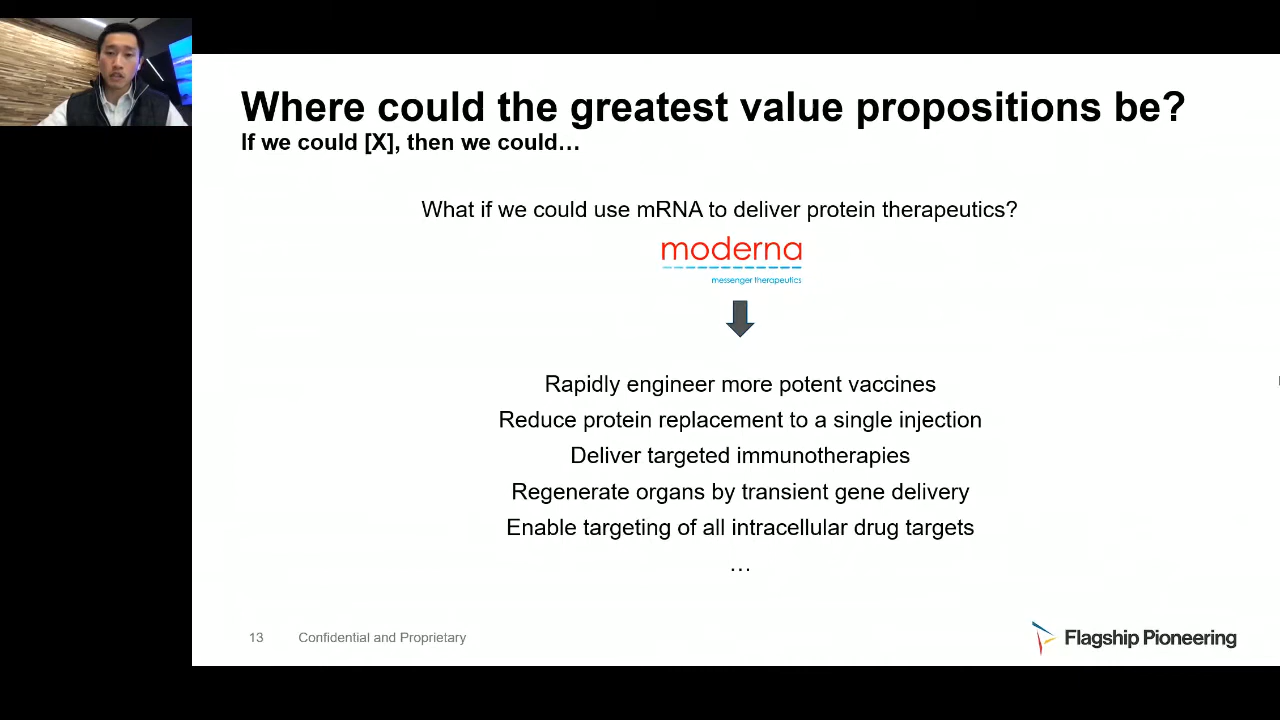 Where could the greatest value propositions be?
If we could [X], then we could…
What if we could use mRNA to deliver protein therapeutics?
moderna
messenger therapeutics
Rapidly engineer more potent vaccines
Reduce protein replacement to a single injection
Deliver targeted immunotherapies
Regenerate organs by transient gene delivery
Enable targeting of all intracellular drug targets
…
13 Confidential and Proprietary
Flagship Pioneering